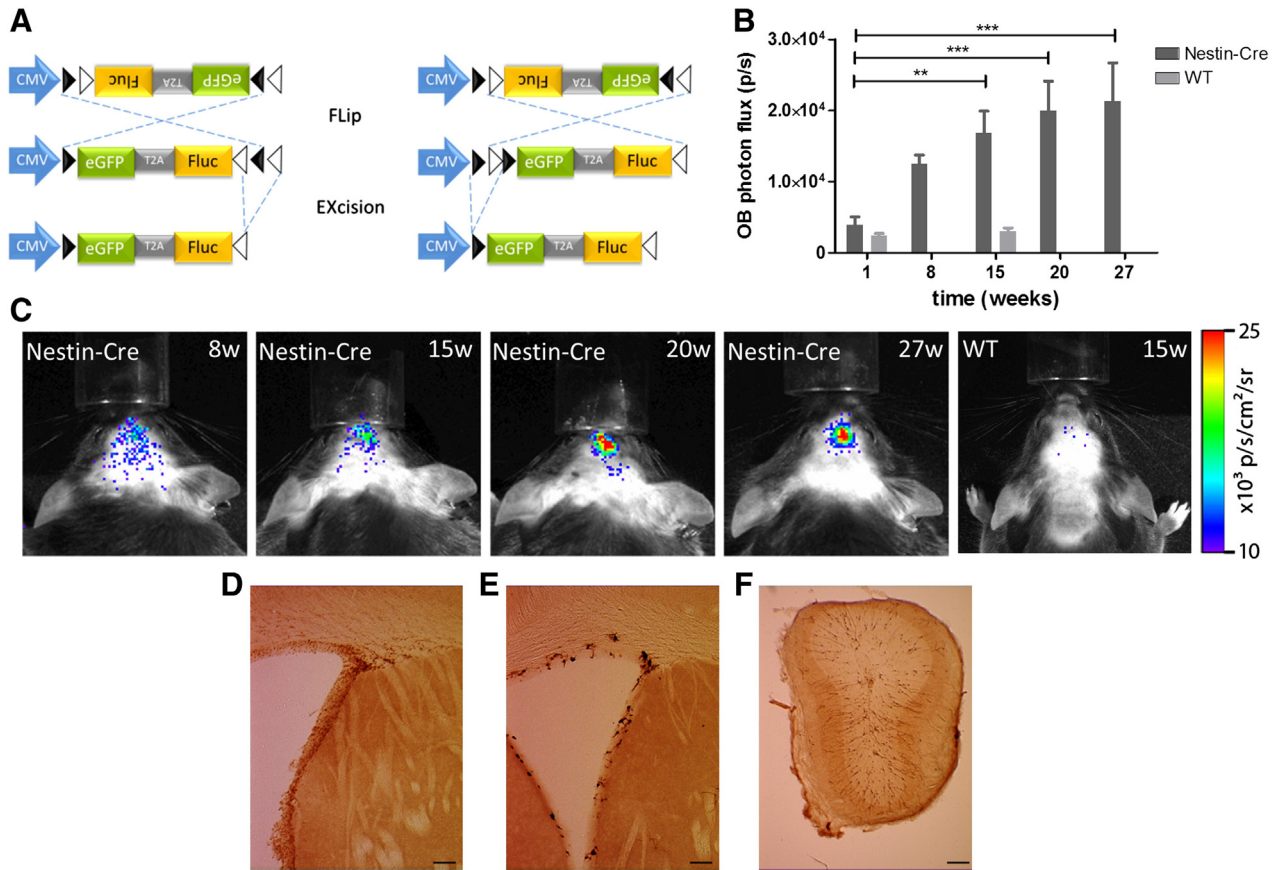 A
CMV Fluc T2A eGFP
CMV Fluc T2A eGFP
FLip
CMV eGFP T2A Fluc
CMV eGFP T2A Fluc
EXcision
CMV eGFP T2A Fluc
CMV eGFP T2A Fluc
B
OB photon flux (p/s)
3.0×10⁴
2.0×10⁴
1.0×10⁴
0
***
***
**
Nestin-Cre
WT
1 8 15 20 27
time (weeks)
C
Nestin-Cre 8w
Nestin-Cre 15w
Nestin-Cre 20w
Nestin-Cre 27w
WT 15w
25
x10³ p/s/cm²/sr
10
D
E
F